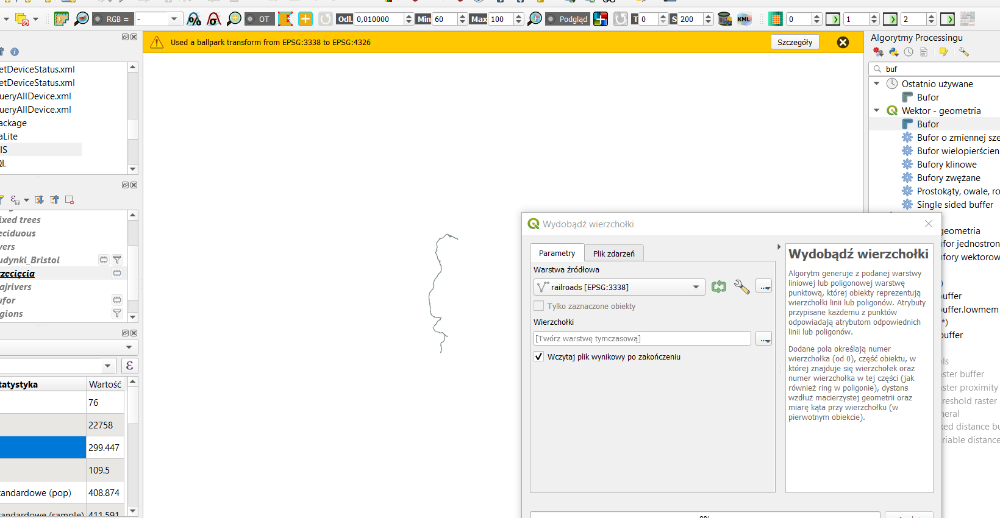 RGB =
-
OT
Odl.
0,010000
Min
60
Max
100
Podgląd
T
0
S
200
KML
0
1
2
Used a ballpark transform from EPSG:3338 to EPSG:4326
Szczegóły
etDeviceStatus.xml
etDeviceStatus.xml
ueryAllDevice.xml
ueryAllDevice.xml
ackage
aLite
IS
QL
ixed trees
eciduous
vers
udynki_Bristol
zecięcia
ajrivers
ufor
gions
ε
tatystyka
Wartość
76
22758
299.447
109.5
tandardowe (pop)
408.874
tandardowe (sample)
411.591
Algorytmy Processingu
buf
Ostatnio używane
Bufor
Wektor - geometria
Bufor
Bufor o zmiennej sze
Bufor wielopierścien
Bufory klinowe
Bufory zwężane
Prostokąty, owale, ro
Single sided buffer
geometria
ufor jednostron
ufory wektorow
)
uffer
buffer.lowmem
*)
uffer
ls
ster buffer
ster proximity
reshold raster
neral
xed distance bu
riable distance
Wydobądź wierzchołki
Parametry
Plik zdarzeń
Warstwa źródłowa
railroads [EPSG:3338]
...
Tylko zaznaczone obiekty
Wierzchołki
[Twórz warstwę tymczasową]
...
Wczytaj plik wynikowy po zakończeniu
Wydobądź wierzchołki
Algorytm generuje z podanej warstwy
liniowej lub poligonowej warstwę
punktową, której obiekty reprezentują
wierzchołki linii lub poligonów. Atrybuty
przypisane każdemu z punktów
odpowiadają atrybutom odpowiednich
linii lub poligonów.
Dodane pola określają numer
wierzchołka (od 0), część obiektu, w
której znajduje się wierzchołek oraz
numer wierzchołka w tej części (jak
również ring w poligonie), dystans
wzdłuż macierzystej geometrii oraz
miarę kąta przy wierzchołku (w
pierwotnym obiekcie).
0%